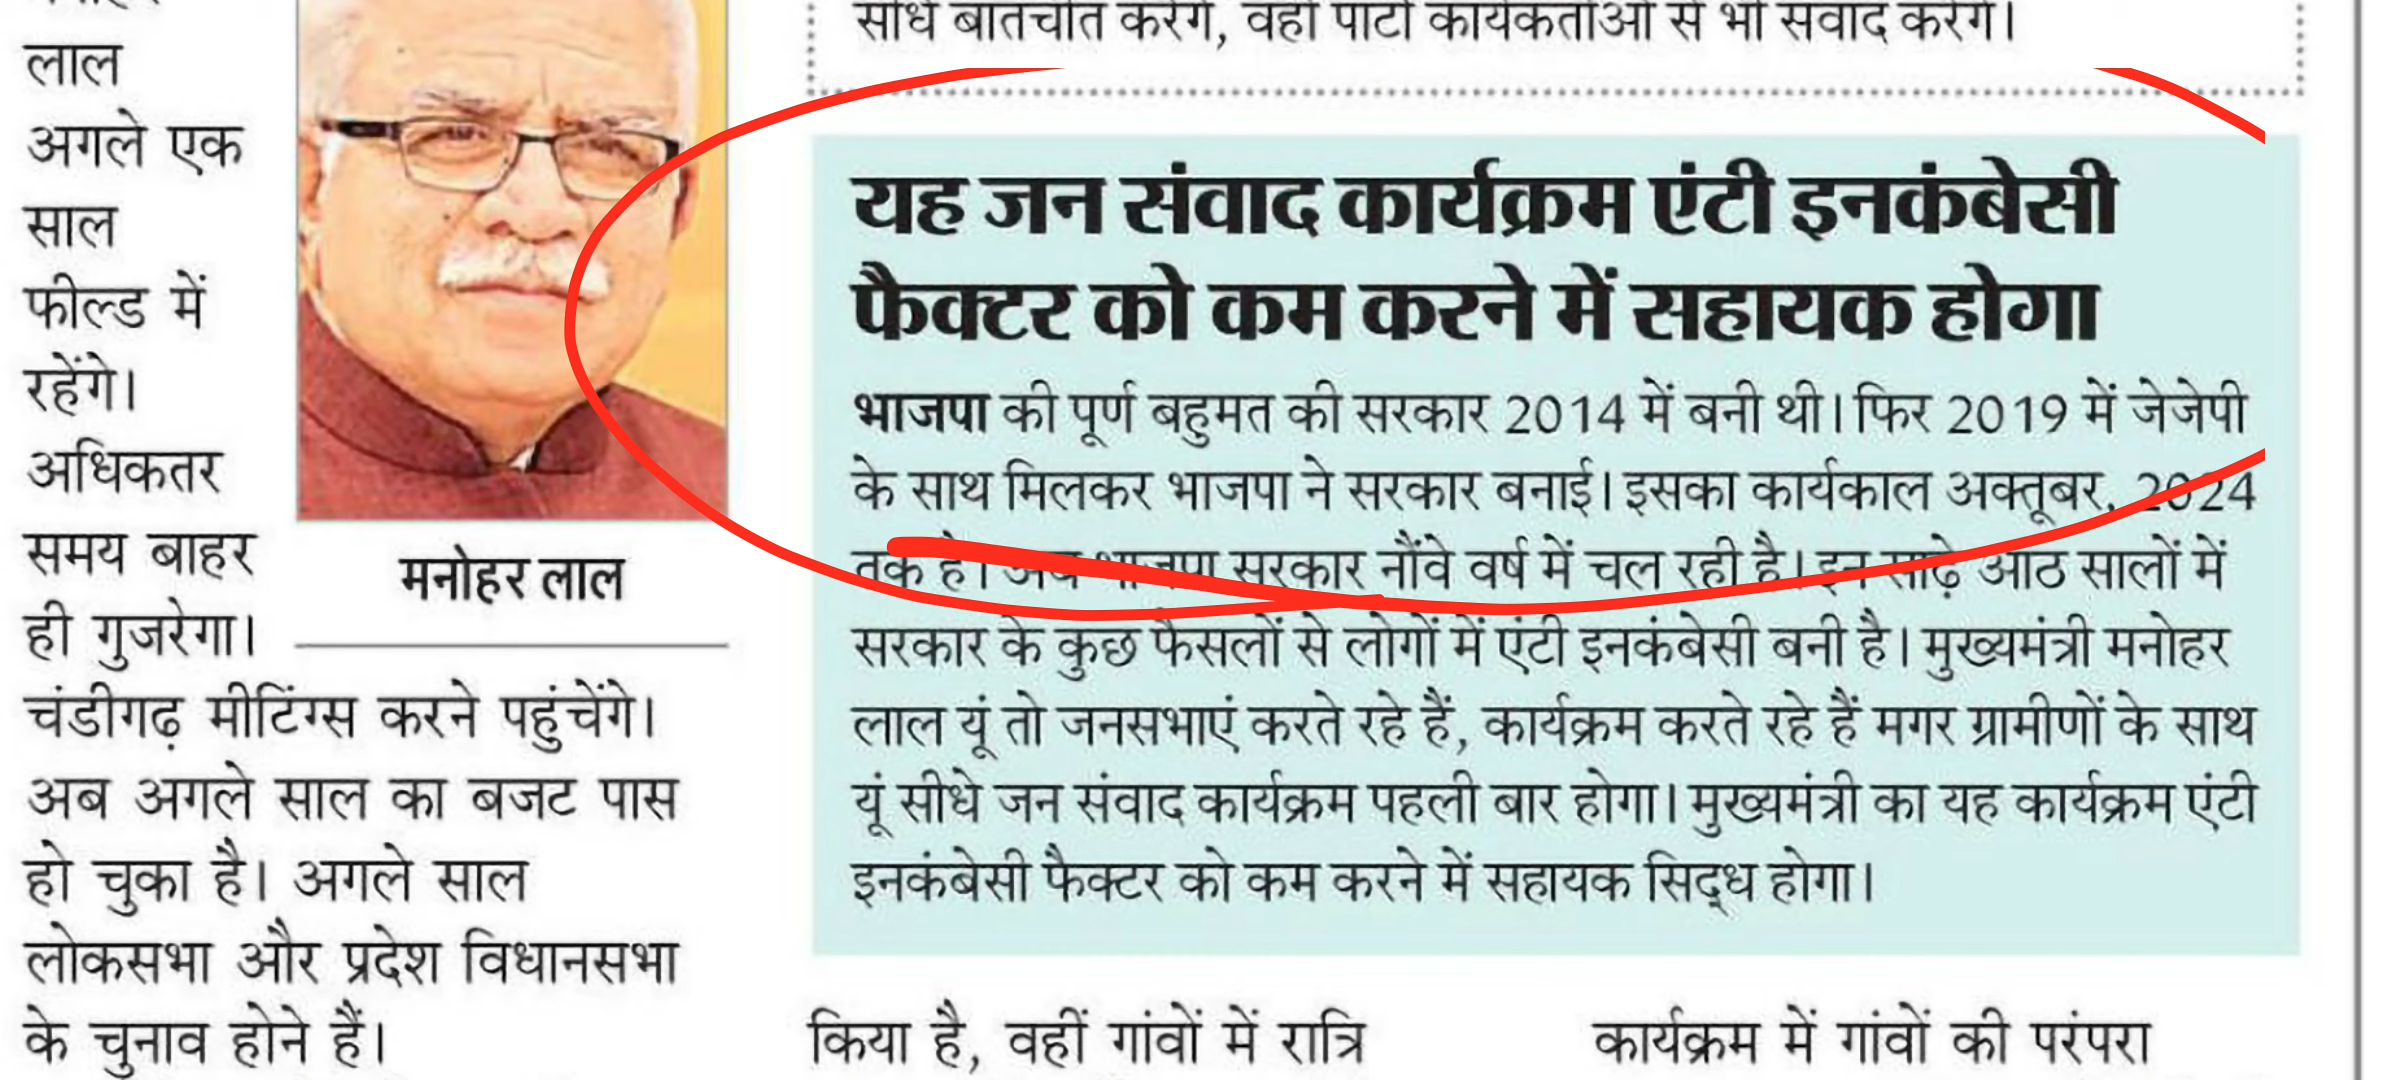 लाल
अगले एक
साल
फील्ड में
रहेंगे।
अधिकतर
समय बाहर
ही गुजरेगा।
चंडीगढ़ मीटिंग्स करने पहुंचेंगे।
अब अगले साल का बजट पास
हो चुका है। अगले साल
लोकसभा और प्रदेश विधानसभा
के चुनाव होने हैं।
मनोहर लाल
सीधे बातचीत करेंगे, वहीं पार्टी कार्यकर्ताओं से भी संवाद करेंगे।
यह जन संवाद कार्यक्रम एंटी इनकंबेसी
फैक्टर को कम करने में सहायक होगा
भाजपा की पूर्ण बहुमत की सरकार 2014 में बनी थी। फिर 2019 में जेजेपी
के साथ मिलकर भाजपा ने सरकार बनाई। इसका कार्यकाल अक्तूबर, 2024
तक है। अब भाजपा सरकार नौंवे वर्ष में चल रही है। इन साढ़े आठ सालों में
सरकार के कुछ फैसलों से लोगों में एंटी इनकंबेसी बनी है। मुख्यमंत्री मनोहर
लाल यूं तो जनसभाएं करते रहे हैं, कार्यक्रम करते रहे हैं मगर ग्रामीणों के साथ
यूं सीधे जन संवाद कार्यक्रम पहली बार होगा। मुख्यमंत्री का यह कार्यक्रम एंटी
इनकंबेसी फैक्टर को कम करने में सहायक सिद्ध होगा।
किया है, वहीं गांवों में रात्रि
कार्यक्रम में गांवों की परंपरा